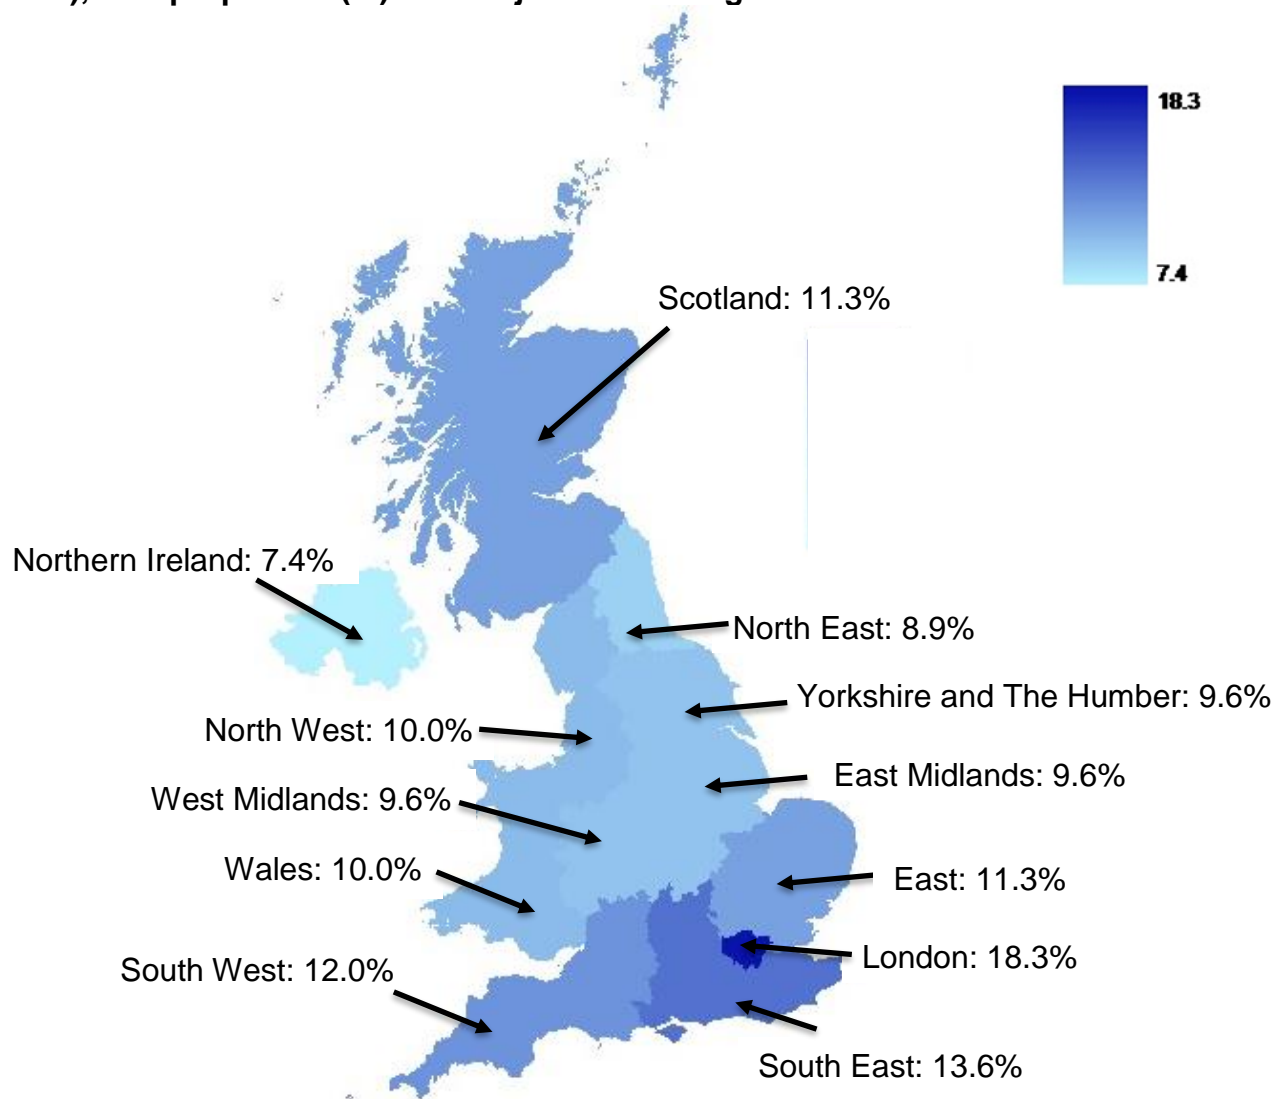 18.3
7.4
Scotland: 11.3%
Northern Ireland: 7.4%
North East: 8.9%
Yorkshire and The Humber: 9.6%
North West: 10.0%
East Midlands: 9.6%
West Midlands: 9.6%
Wales: 10.0%
East: 11.3%
London: 18.3%
South West: 12.0%
South East: 13.6%